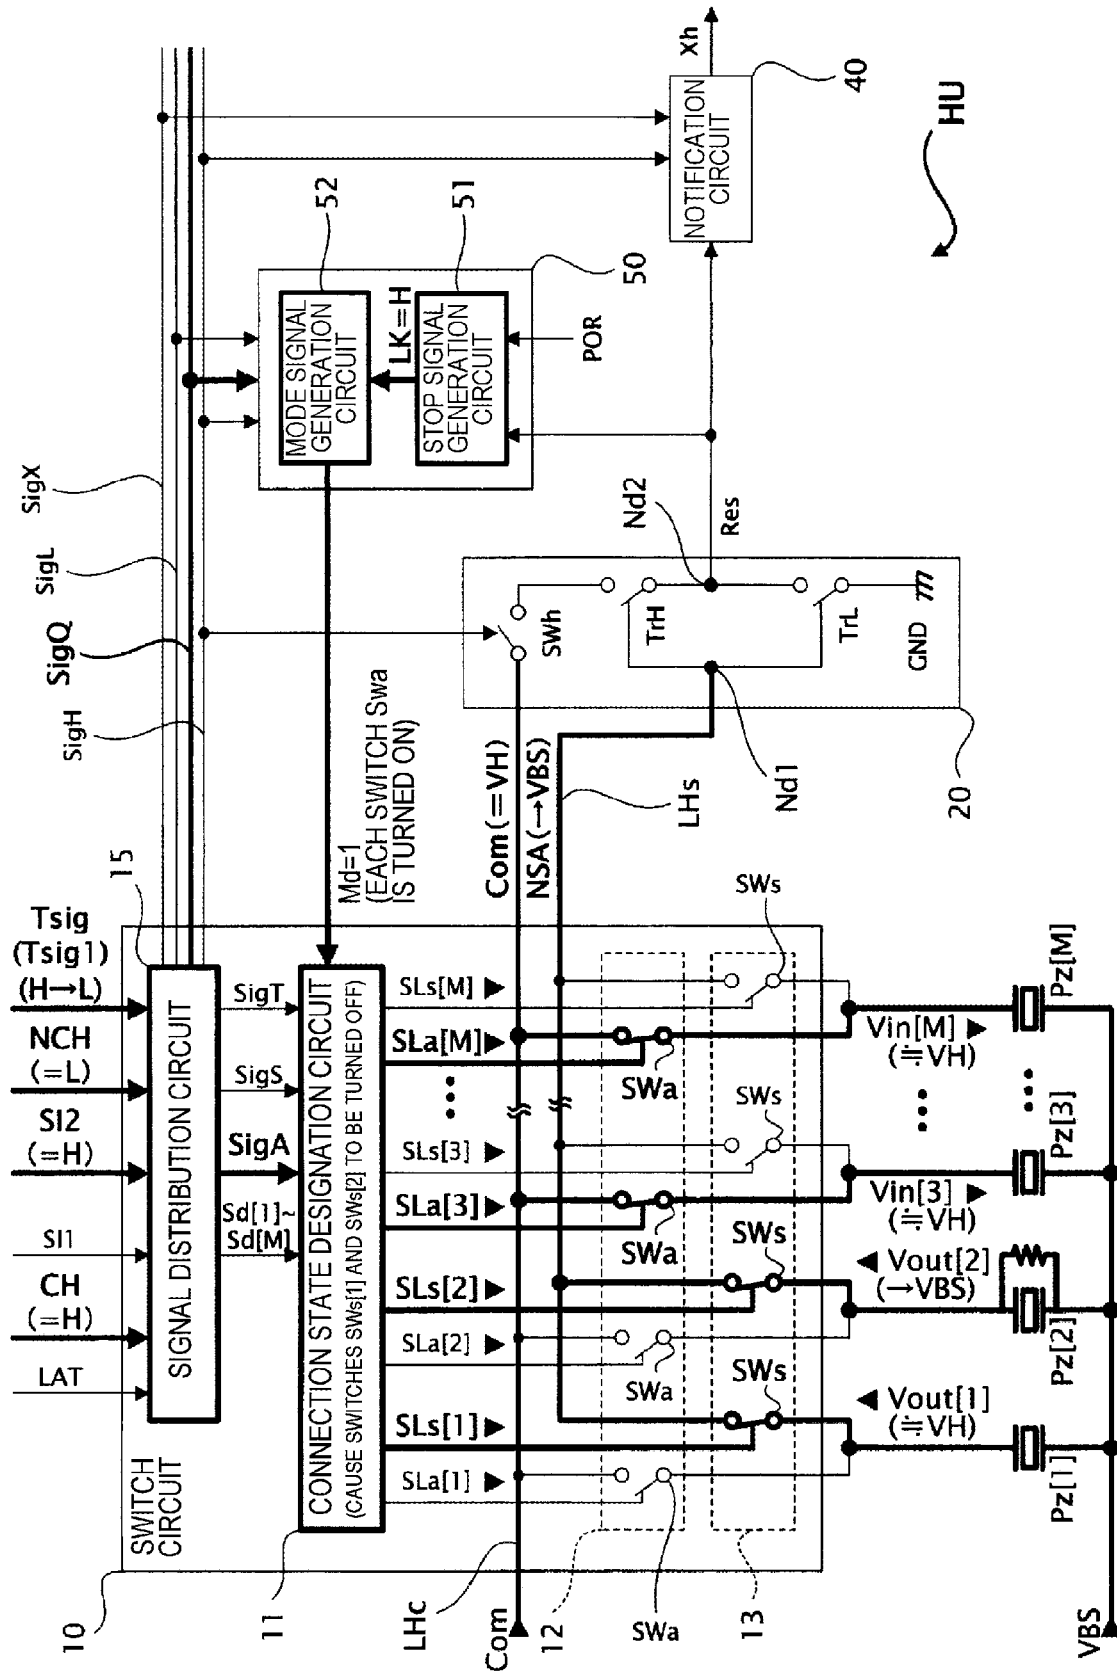 Tsig
(Tsig1)
(H→L)
NCH
(=L)
SI2
(=H)
SI1
CH
(=H)
LAT
15
SIGNAL DISTRIBUTION CIRCUIT
SWITCH
CIRCUIT
10
SigX
SigL
SigQ
SigH
SigT
SigS
SigA
Sd[1]~
Sd[M]
11
CONNECTION STATE DESIGNATION CIRCUIT
(CAUSE SWITCHES SWs[1] AND SWs[2] TO BE TURNED OFF)
Md=1
(EACH SWITCH Swa
IS TURNED ON)
52
MODE SIGNAL
GENERATION
CIRCUIT
LK=H
51
STOP SIGNAL
GENERATION
CIRCUIT
50
POR
NOTIFICATION
CIRCUIT
40
Xh
HU
Res
Nd2
SWh
TrH
TrL
GND
Nd1
20
LHs
Com(=VH)
NSA(→VBS)
SLs[M]
SLa[M]
SLs[3]
SLa[3]
SLs[2]
SLa[2]
SLs[1]
SLa[1]
LHc
Com
12
SWa
13
SWa
SWs
SWa
SWs
SWa
SWs
SWa
SWs
Vin[M]
(≒VH)
Vin[3]
(≒VH)
Vout[2]
(→VBS)
Vout[1]
(≒VH)
Pz[M]
Pz[3]
Pz[2]
Pz[1]
VBS